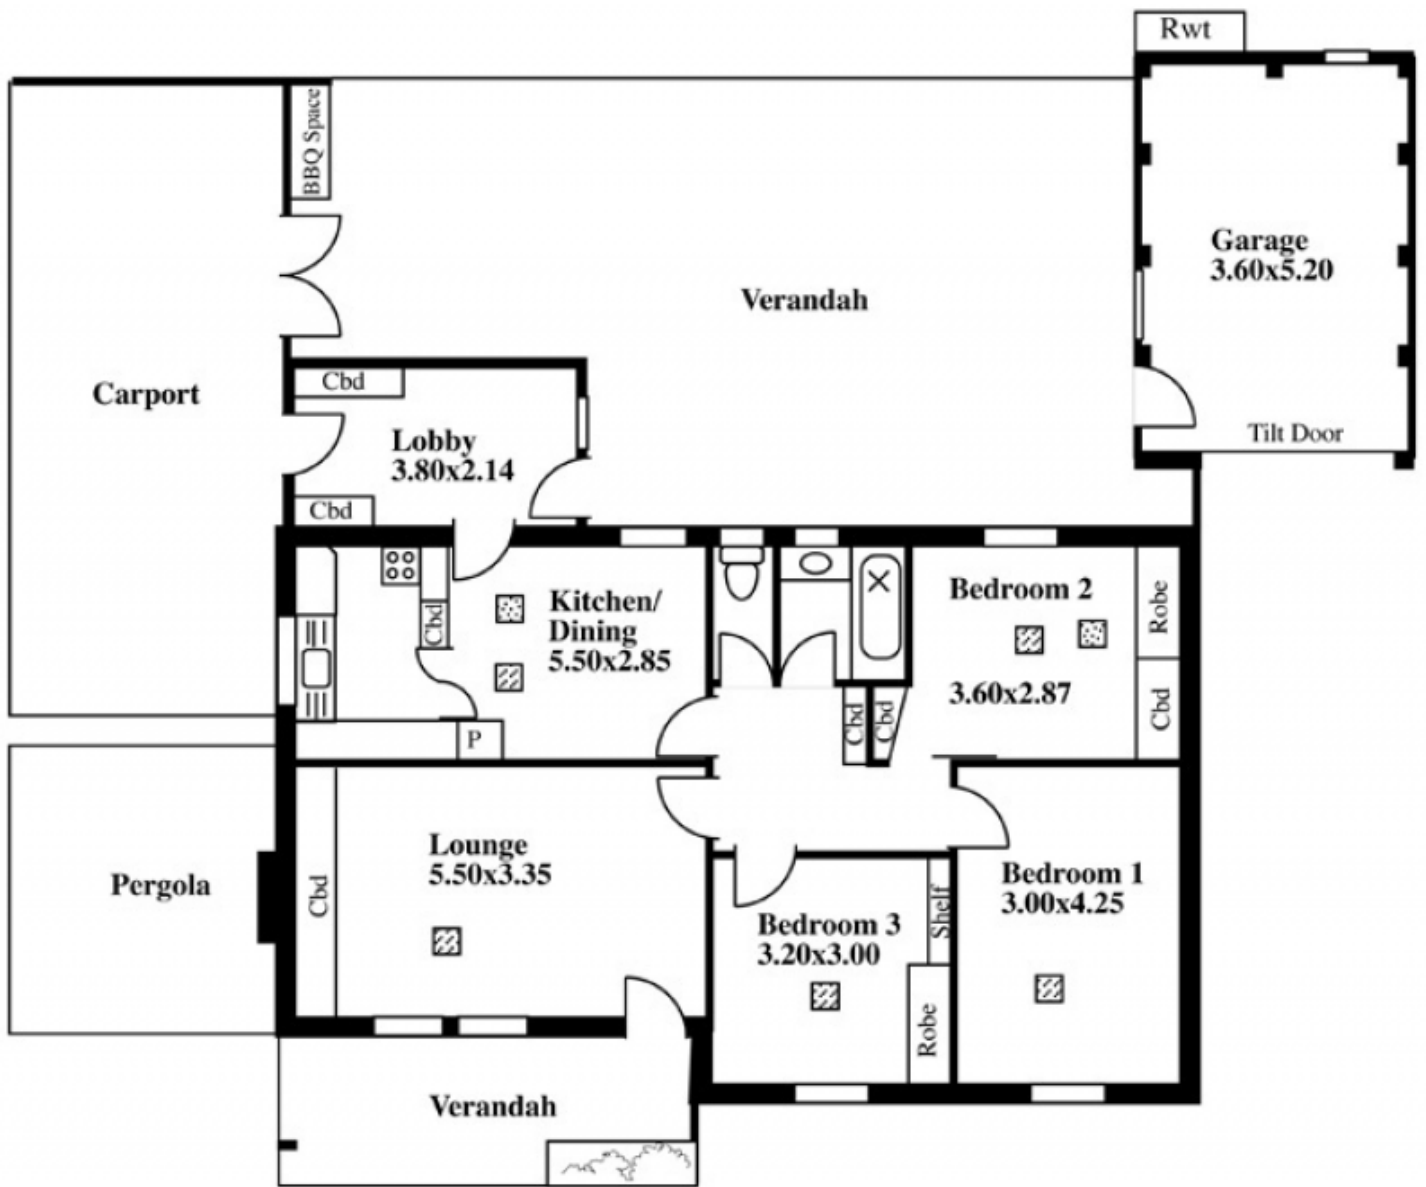 Rwt
BBQ Space
Garage
3.60x5.20
Verandah
Carport
Cbd
Lobby
3.80x2.14
Tilt Door
Cbd
Kitchen/
Dining
5.50x2.85
Cbd
P
Bedroom 2
3.60x2.87
Robe
Cbd
Cbd
Cbd
Lounge
5.50x3.35
Cbd
Pergola
Bedroom 1
3.00x4.25
Bedroom 3
3.20x3.00
Shelf
Robe
Verandah